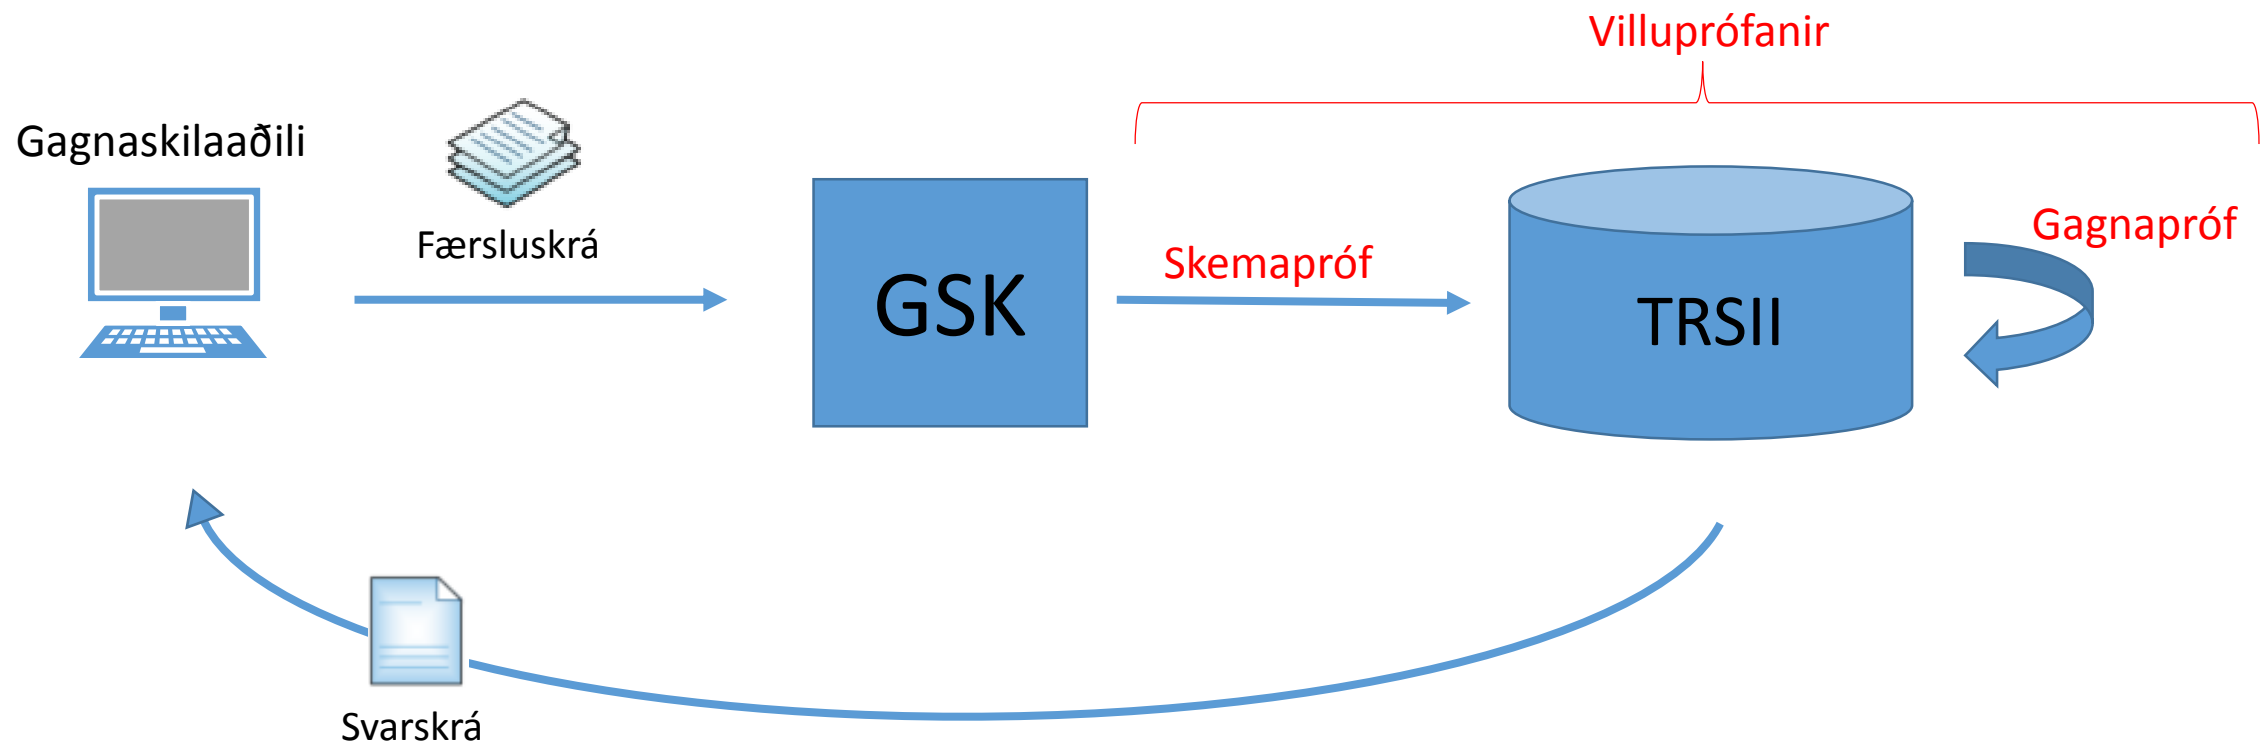 Villuprófanir
Gagnaskilaaðili
Færsluskrá
GSK
Skemapróf
TRSII
Gagnapróf
Svarskrá